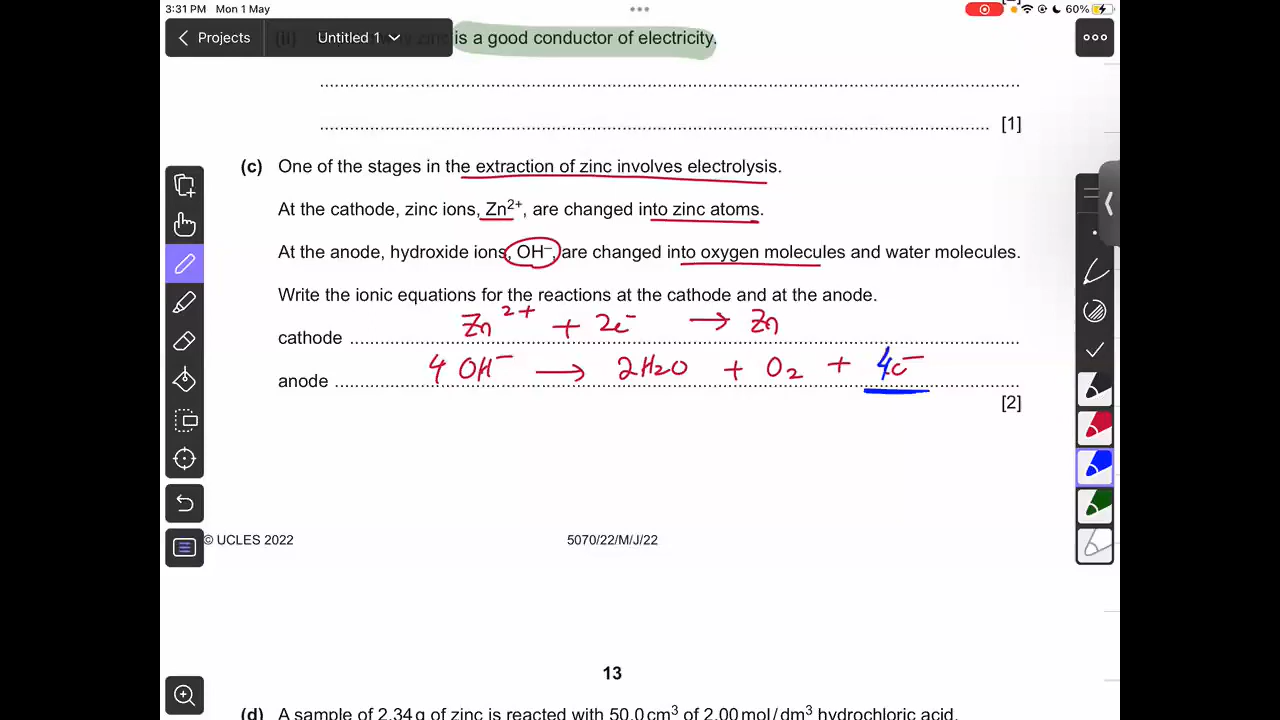 3:31 PM Mon 1 May
60%
Projects
Untitled 1
(ii) zinc is a good conductor of electricity.
[1]
(c) One of the stages in the extraction of zinc involves electrolysis.
At the cathode, zinc ions, Zn²⁺, are changed into zinc atoms.
At the anode, hydroxide ions, OH⁻, are changed into oxygen molecules and water molecules.
Write the ionic equations for the reactions at the cathode and at the anode.
cathode Zn²⁺ + 2e⁻ → Zn
anode 4OH⁻ → 2H₂O + O₂ + 4e⁻
[2]
© UCLES 2022
5070/22/M/J/22
13
(d) A sample of 2.34 g of zinc is reacted with 50.0 cm³ of 2.00 mol/dm³ hydrochloric acid.